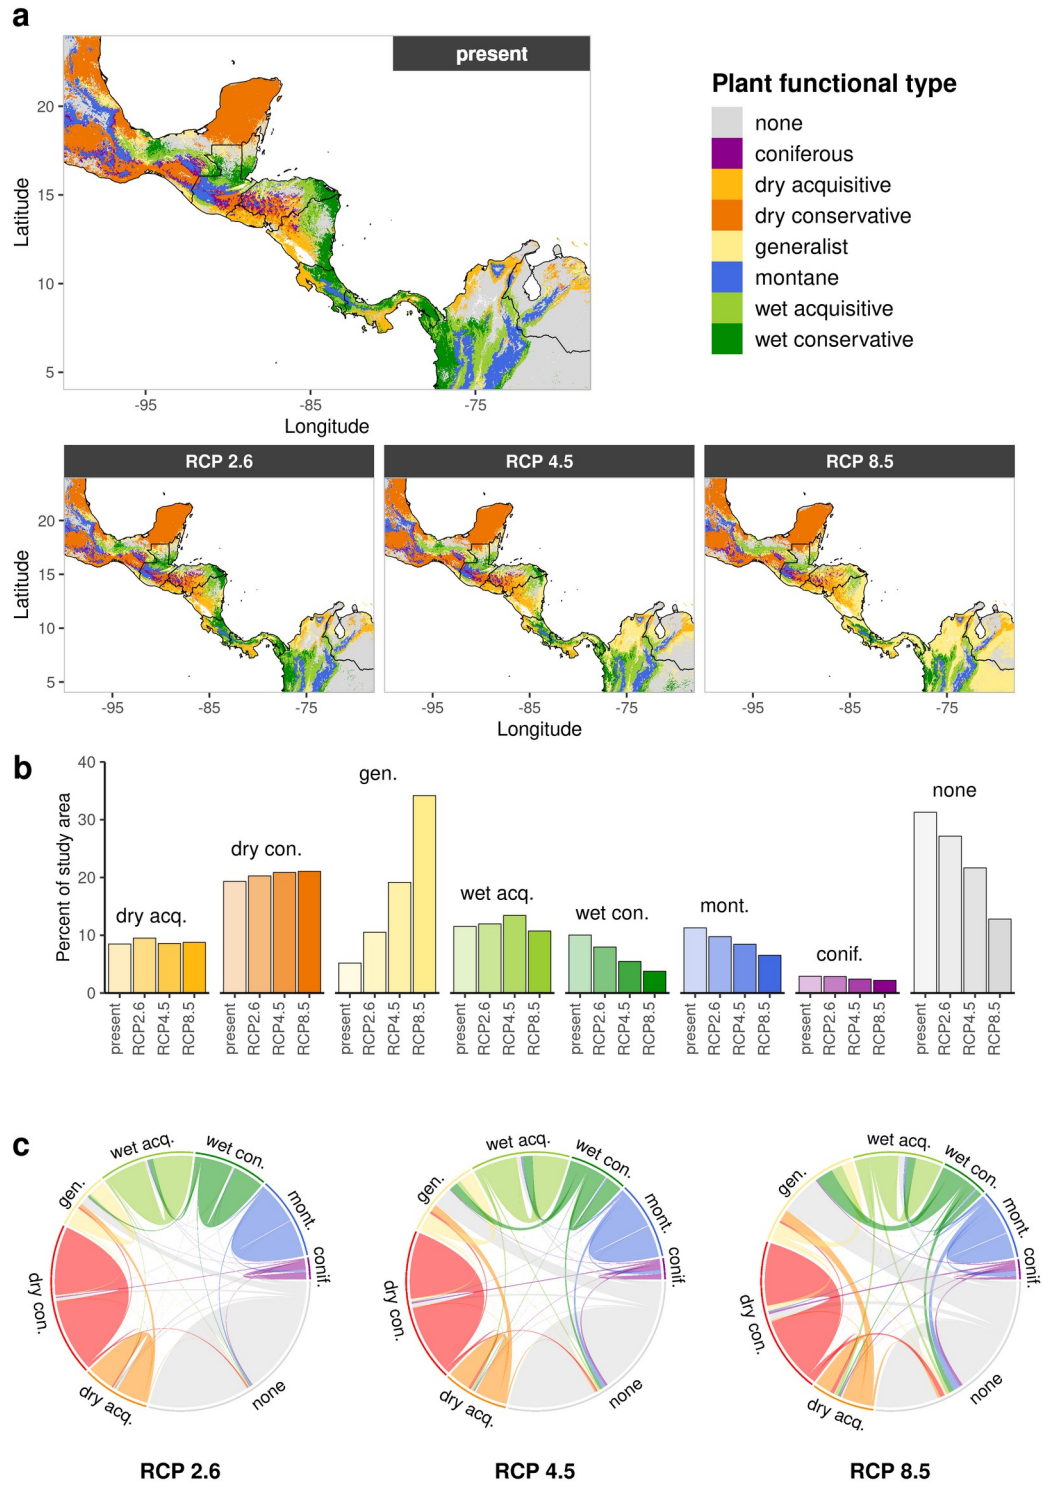 a
present
20
15
10
5
Latitude
-95
-85
-75
Longitude
Plant functional type
none
coniferous
dry acquisitive
dry conservative
generalist
montane
wet acquisitive
wet conservative
RCP 2.6
RCP 4.5
RCP 8.5
20
15
10
5
Latitude
-95
-85
-75
-95
-85
-75
-95
-85
-75
Longitude
b
Percent of study area
40
30
20
10
0
dry acq.
dry con.
gen.
wet acq.
wet con.
mont.
conif.
none
present
RCP2.6
RCP4.5
RCP8.5
present
RCP2.6
RCP4.5
RCP8.5
present
RCP2.6
RCP4.5
RCP8.5
present
RCP2.6
RCP4.5
RCP8.5
present
RCP2.6
RCP4.5
RCP8.5
present
RCP2.6
RCP4.5
RCP8.5
present
RCP2.6
RCP4.5
RCP8.5
present
RCP2.6
RCP4.5
RCP8.5
c
gen.
wet acq.
wet con.
mont.
conif.
none
dry acq.
dry con.
RCP 2.6
gen.
wet acq.
wet con.
mont.
conif.
none
dry acq.
dry con.
RCP 4.5
gen.
wet acq.
wet con.
mont.
conif.
none
dry acq.
dry con.
RCP 8.5